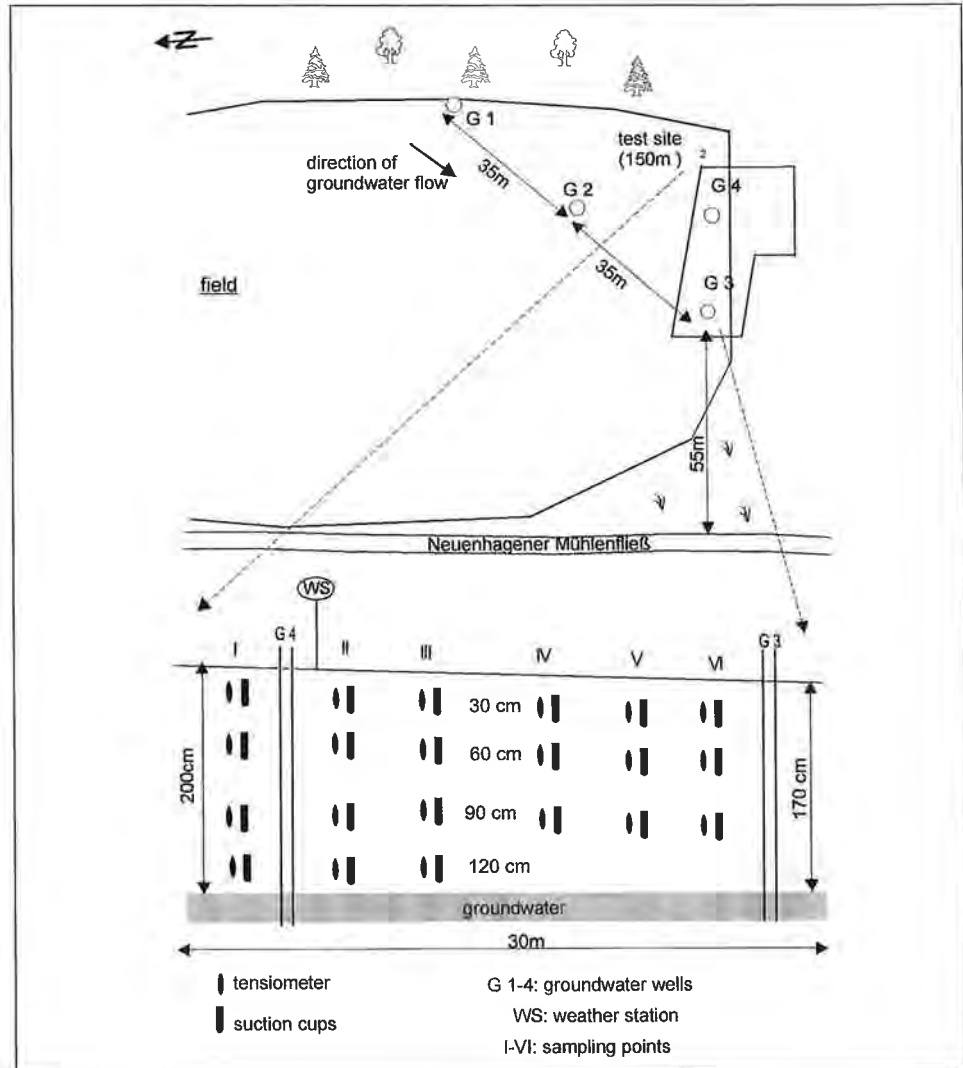 N
G 1
direction of
groundwater flow
35m
test site
(150m 2)
G 2
G 4
35m
field
G 3
55m
Neuenhagener Mühlenfließ
WS
G 4
G 3
I
II
III
IV
V
VI
30 cm
60 cm
90 cm
120 cm
200cm
170 cm
groundwater
30m
tensiometer
suction cups
G 1-4: groundwater wells
WS: weather station
I-VI: sampling points